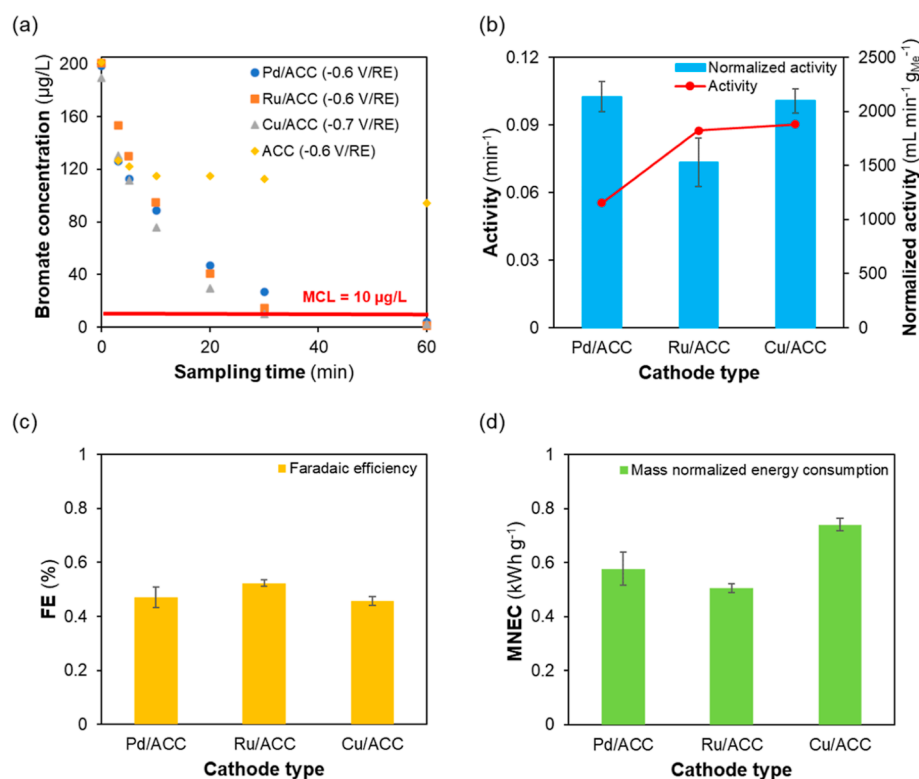 (a)
Bromate concentration (µg/L)
200
160
120
80
40
0
Pd/ACC (-0.6 V/RE)
Ru/ACC (-0.6 V/RE)
Cu/ACC (-0.7 V/RE)
ACC (-0.6 V/RE)
MCL = 10 µg/L
0
20
40
60
Sampling time (min)
(b)
Activity (min⁻¹)
0.12
0.09
0.06
0.03
0
Normalized activity
Activity
2500
2000
1500
1000
500
0
Normalized activity (mL min⁻¹ gMe⁻¹)
Pd/ACC
Ru/ACC
Cu/ACC
Cathode type
(c)
FE (%)
1
0.8
0.6
0.4
0.2
0
Faradaic efficiency
Pd/ACC
Ru/ACC
Cu/ACC
Cathode type
(d)
MNEC (kWh g⁻¹)
1
0.8
0.6
0.4
0.2
0
Mass normalized energy consumption
Pd/ACC
Ru/ACC
Cu/ACC
Cathode type